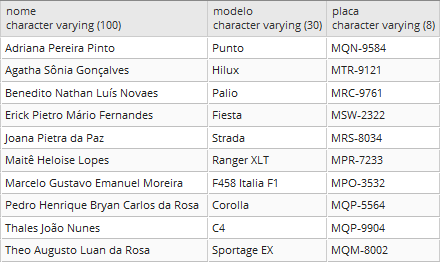 nome modelo placa
character varying (100) character varying (30) character varying (8)
Adriana Pereira Pinto Punto MQN-9584
Agatha Sônia Gonçalves Hilux MTR-9121
Benedito Nathan Luís Novaes Palio MRC-9761
Erick Pietro Mário Fernandes Fiesta MSW-2322
Joana Pietra da Paz Strada MRS-8034
Maitê Heloise Lopes Ranger XLT MPR-7233
Marcelo Gustavo Emanuel Moreira F458 Italia F1 MPO-3532
Pedro Henrique Bryan Carlos da Rosa Corolla MQP-5564
Thales João Nunes C4 MQP-9904
Theo Augusto Luan da Rosa Sportage EX MQM-8002